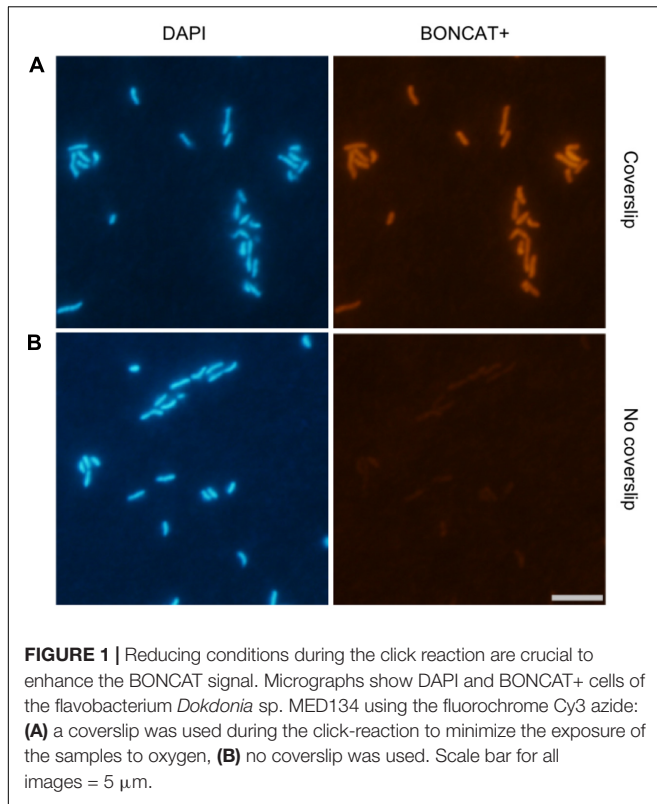 DAPI
BONCAT+
A
Coverslip
B
No coverslip
FIGURE 1 | Reducing conditions during the click reaction are crucial to
enhance the BONCAT signal. Micrographs show DAPI and BONCAT+ cells of
the flavobacterium Dokdonia sp. MED134 using the fluorochrome Cy3 azide:
(A) a coverslip was used during the click-reaction to minimize the exposure of
the samples to oxygen, (B) no coverslip was used. Scale bar for all
images = 5 μm.